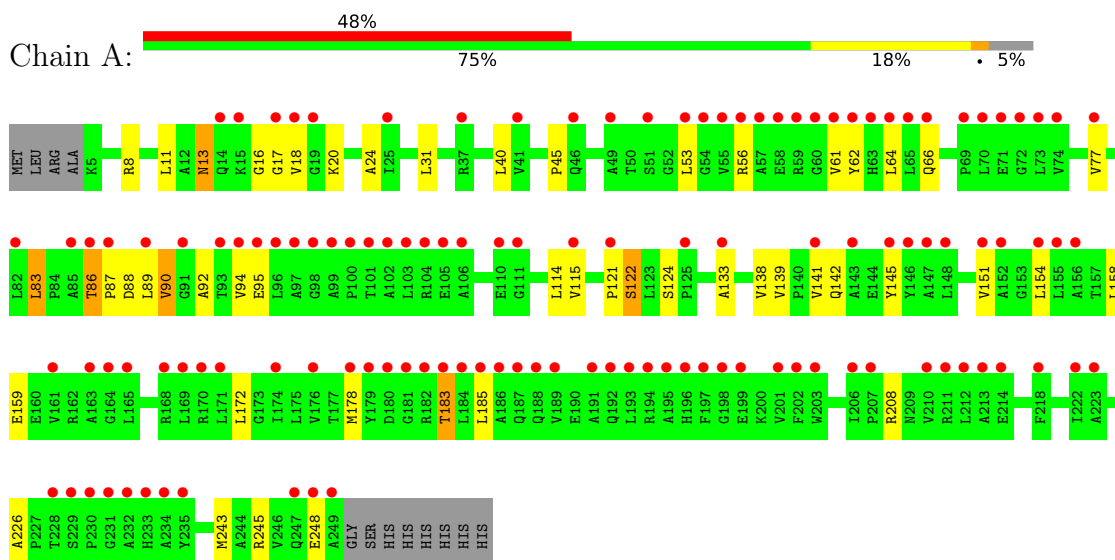 48%
Chain A:
75% 18% • 5%
MET LEU ARG ALA K5 R8 L11 A12 N13 Q14 K15 G16 G17 V18 G19 K20 A24 I25 L31 R37 L40 V41 P45 Q46 A49 T50 S51 G52 L53 G54 V55 R56 A57 E58 R59 G60 V61 Y62 H63 L64 L65 Q66 P69 L70 E71 G72 L73 V74 V77
L82 L83 P84 A85 T86 P87 D88 L89 V90 G91 A92 T93 V94 E95 L96 A97 G98 A99 P100 T101 A102 L103 R104 E105 A106 E110 G111 L114 V115 P121 S122 L123 S124 P125 A133 V138 V139 P140 V141 Q142 A143 E144 Y145 Y146 A147 L148 V151 A152 G153 L154 L155 A156 T157 L158
E159 E160 V161 R162 A163 G164 L165 R168 L169 R170 L171 L172 G173 I174 L175 V176 T177 M178 Y179 D180 G181 R182 T183 L184 L185 A186 Q187 Q188 V189 E190 A191 Q192 L193 R194 A195 H196 F197 G198 E199 K200 V201 F202 W203 I206 P207 R208 N209 V210 R211 L212 A213 E214 F218 I222 A223
A226 P227 T228 S229 P230 G231 A232 H233 A234 Y235 M243 A244 R245 V246 Q247 E248 A249 GLY SER HIS HIS HIS HIS HIS HIS